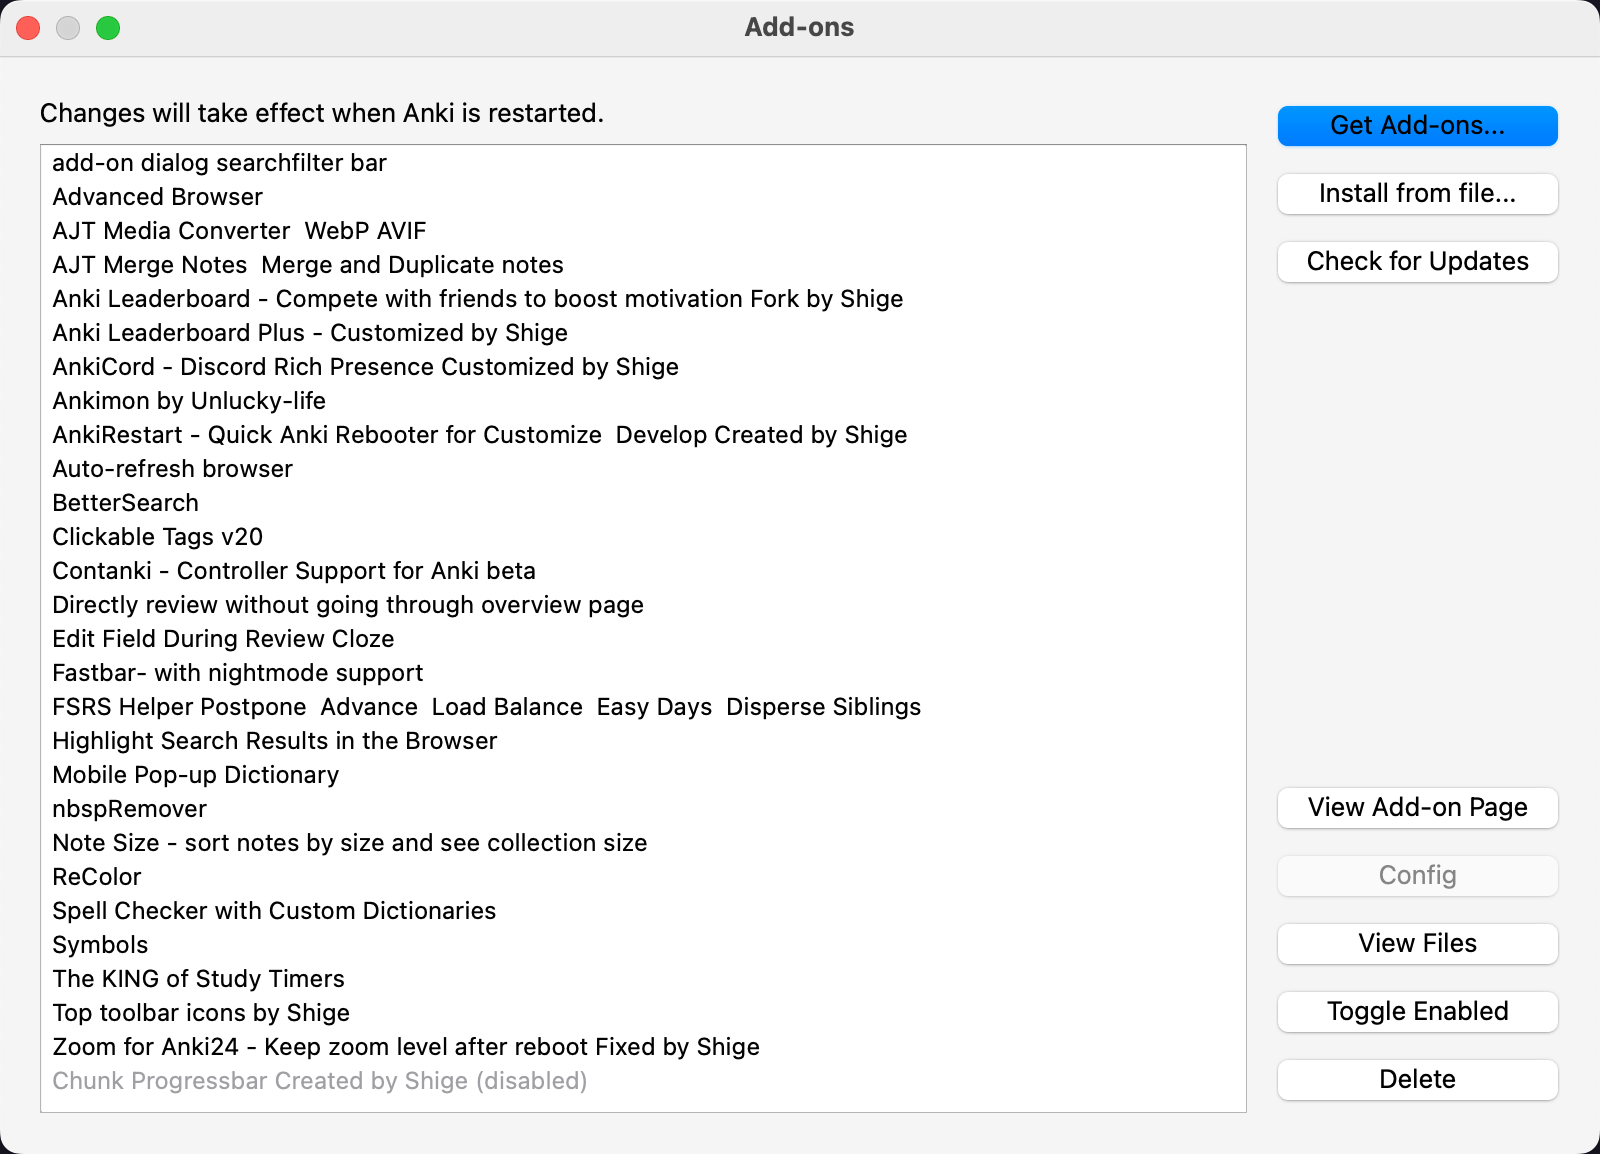 Add-ons
Changes will take effect when Anki is restarted.
add-on dialog searchfilter bar
Advanced Browser
AJT Media Converter  WebP AVIF
AJT Merge Notes  Merge and Duplicate notes
Anki Leaderboard - Compete with friends to boost motivation Fork by Shige
Anki Leaderboard Plus - Customized by Shige
AnkiCord - Discord Rich Presence Customized by Shige
Ankimon by Unlucky-life
AnkiRestart - Quick Anki Rebooter for Customize  Develop Created by Shige
Auto-refresh browser
BetterSearch
Clickable Tags v20
Contanki - Controller Support for Anki beta
Directly review without going through overview page
Edit Field During Review Cloze
Fastbar- with nightmode support
FSRS Helper Postpone  Advance  Load Balance  Easy Days  Disperse Siblings
Highlight Search Results in the Browser
Mobile Pop-up Dictionary
nbspRemover
Note Size - sort notes by size and see collection size
ReColor
Spell Checker with Custom Dictionaries
Symbols
The KING of Study Timers
Top toolbar icons by Shige
Zoom for Anki24 - Keep zoom level after reboot Fixed by Shige
Chunk Progressbar Created by Shige (disabled)
Get Add-ons...
Install from file...
Check for Updates
View Add-on Page
Config
View Files
Toggle Enabled
Delete